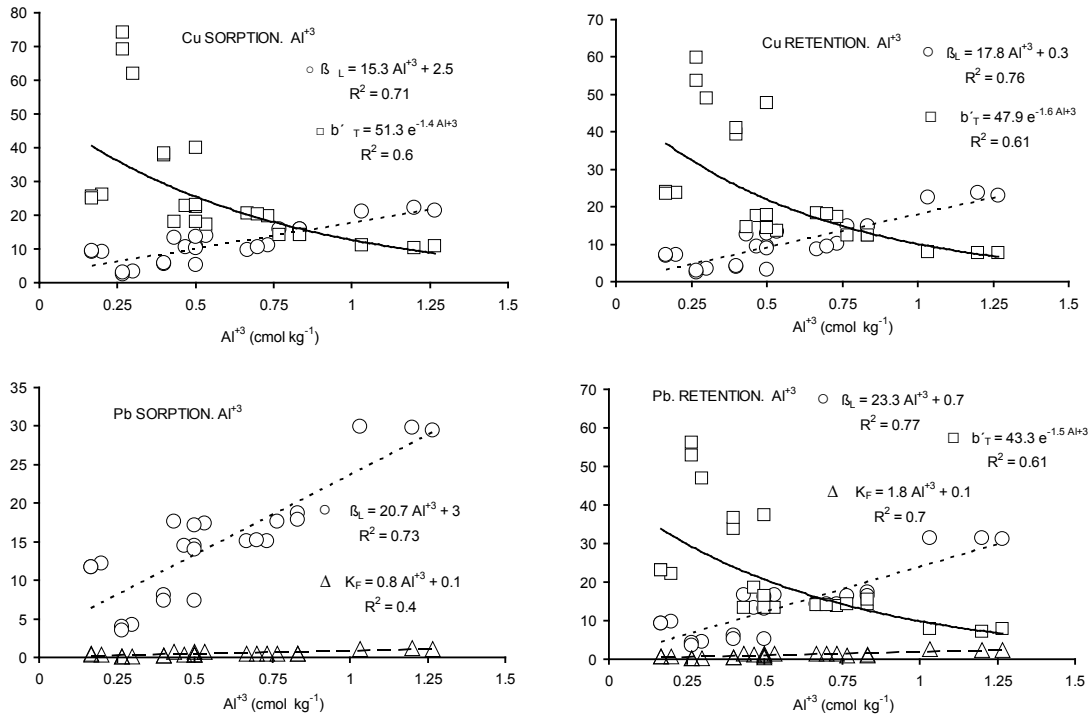 Cu SORPTION. Al+3
80
70
60
50
40
30
20
10
0
0 0.25 0.5 0.75 1 1.25 1.5
ß L = 15.3 Al+3 + 2.5
R2 = 0.71
b´ T = 51.3 e-1.4 Al+3
R2 = 0.6
Al+3 (cmol kg-1)
Cu RETENTION. Al+3
80
70
60
50
40
30
20
10
0
0 0.25 0.5 0.75 1 1.25 1.5
ßL = 17.8 Al+3 + 0.3
R2 = 0.76
b´T = 47.9 e-1.6 Al+3
R2 = 0.61
Al+3 (cmol kg-1)
Pb SORPTION. Al+3
35
30
25
20
15
10
5
0
0 0.25 0.5 0.75 1 1.25 1.5
ßL = 20.7 Al+3 + 3
R2 = 0.73
KF = 0.8 Al+3 + 0.1
R2 = 0.4
Al+3 (cmol kg-1)
Pb. RETENTION. Al+3
70
60
50
40
30
20
10
0
0 0.25 0.5 0.75 1 1.25 1.5
ßL = 23.3 Al+3 + 0.7
R2 = 0.77
b´T = 43.3 e-1.5 Al+3
R2 = 0.61
KF = 1.8 Al+3 + 0.1
R2 = 0.7
Al+3 (cmol kg-1)